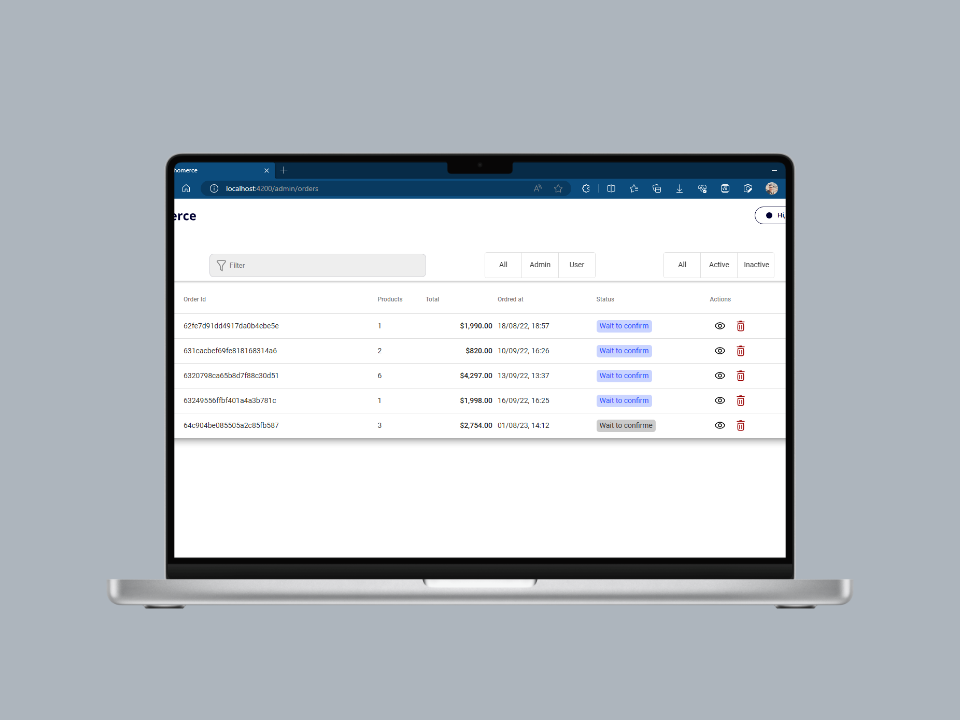 nomerce
localhost:4200/admin/orders
erce
Hi,
Filter
All Admin User
All Active Inactive
Order Id Products Total Ordred at Status Actions
1 $1,990.00 18/08/22, 18:57 Wait to confirm
631cacbef69fe818168314a6 2 $820.00 10/09/22, 16:26 Wait to confirm
6320798ca65b8d7f88c30d51 6 $4,297.00 13/09/22, 13:37 Wait to confirm
63249556ffbf401a4a3b781c 1 $1,998.00 16/09/22, 16:25 Wait to confirm
64c904be085505a2c85fb587 3 $2,754.00 01/08/23, 14:12 Wait to confirme